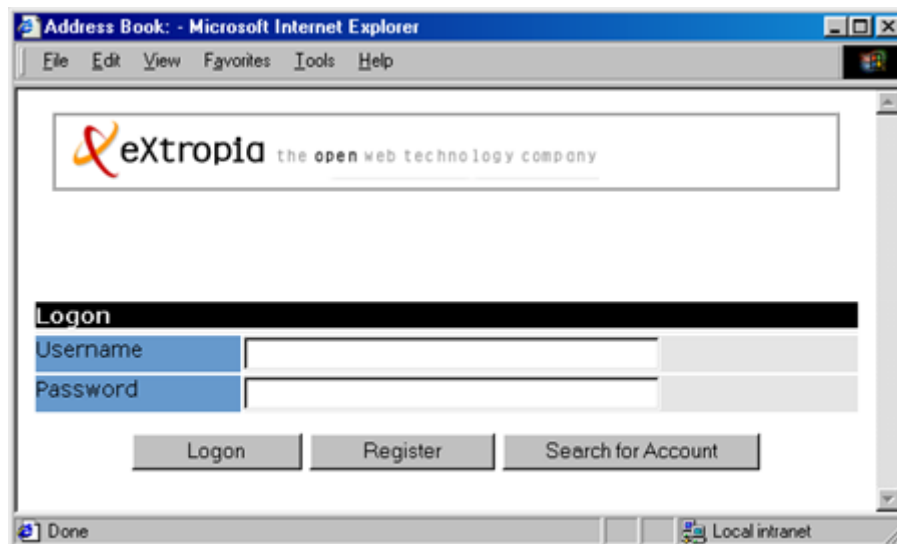 Address Book: - Microsoft Internet Explorer
File Edit View Favorites Tools Help
eXtropia the open web technology company
Logon
Username
Password
Logon Register Search for Account
Done Local intranet